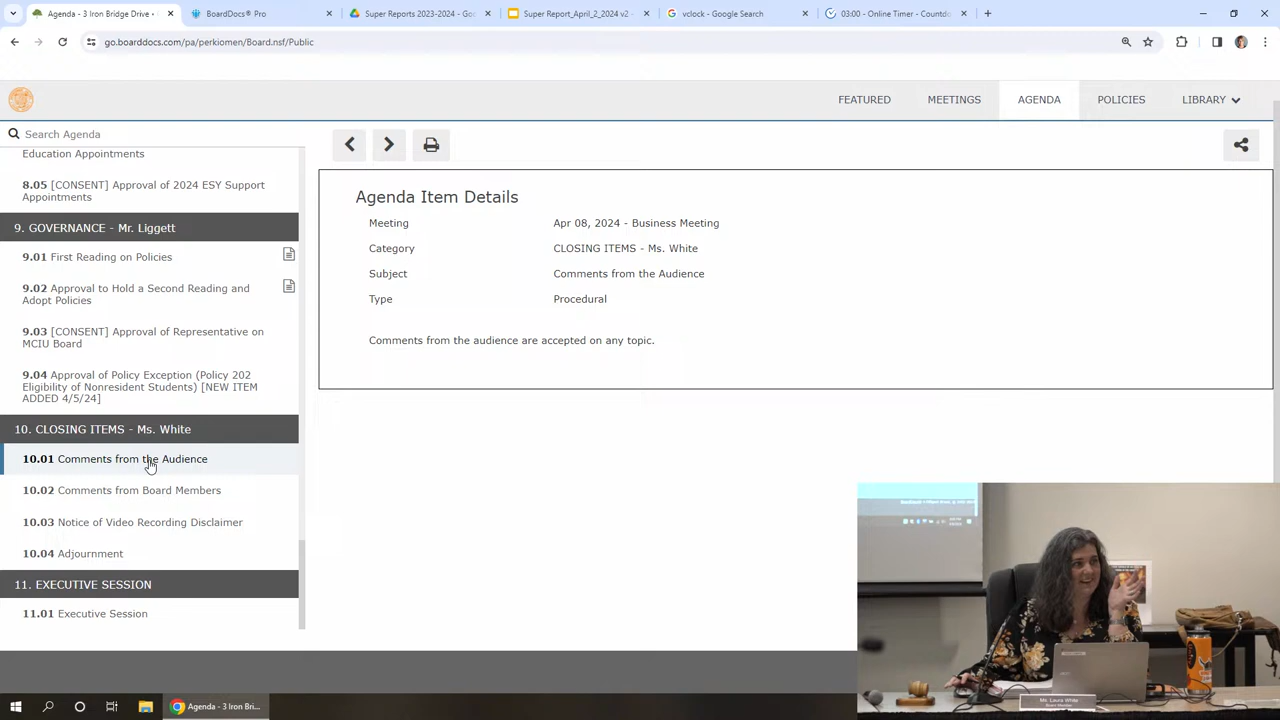 Agenda - 3 Iron Bridge Drive •
BoardDocs® Pro
Super Reports 2023-2024 - Go
Super Report_April_2_2024 v2 -
vclock - Google Search
03:00 - Online Timer - Countdo
go.boarddocs.com/pa/perkiomen/Board.nsf/Public
FEATURED
MEETINGS
AGENDA
POLICIES
LIBRARY
Search Agenda
Education Appointments
8.05 [CONSENT] Approval of 2024 ESY Support
Appointments
9. GOVERNANCE - Mr. Liggett
9.01 First Reading on Policies
9.02 Approval to Hold a Second Reading and
Adopt Policies
9.03 [CONSENT] Approval of Representative on
MCIU Board
9.04 Approval of Policy Exception (Policy 202
Eligibility of Nonresident Students) [NEW ITEM
ADDED 4/5/24]
10. CLOSING ITEMS - Ms. White
10.01 Comments from the Audience
10.02 Comments from Board Members
10.03 Notice of Video Recording Disclaimer
10.04 Adjournment
11. EXECUTIVE SESSION
11.01 Executive Session
Agenda Item Details
Meeting Apr 08, 2024 - Business Meeting
Category CLOSING ITEMS - Ms. White
Subject Comments from the Audience
Type Procedural
Comments from the audience are accepted on any topic.
Ms. Laura White
Board Member
Agenda - 3 Iron Bri...